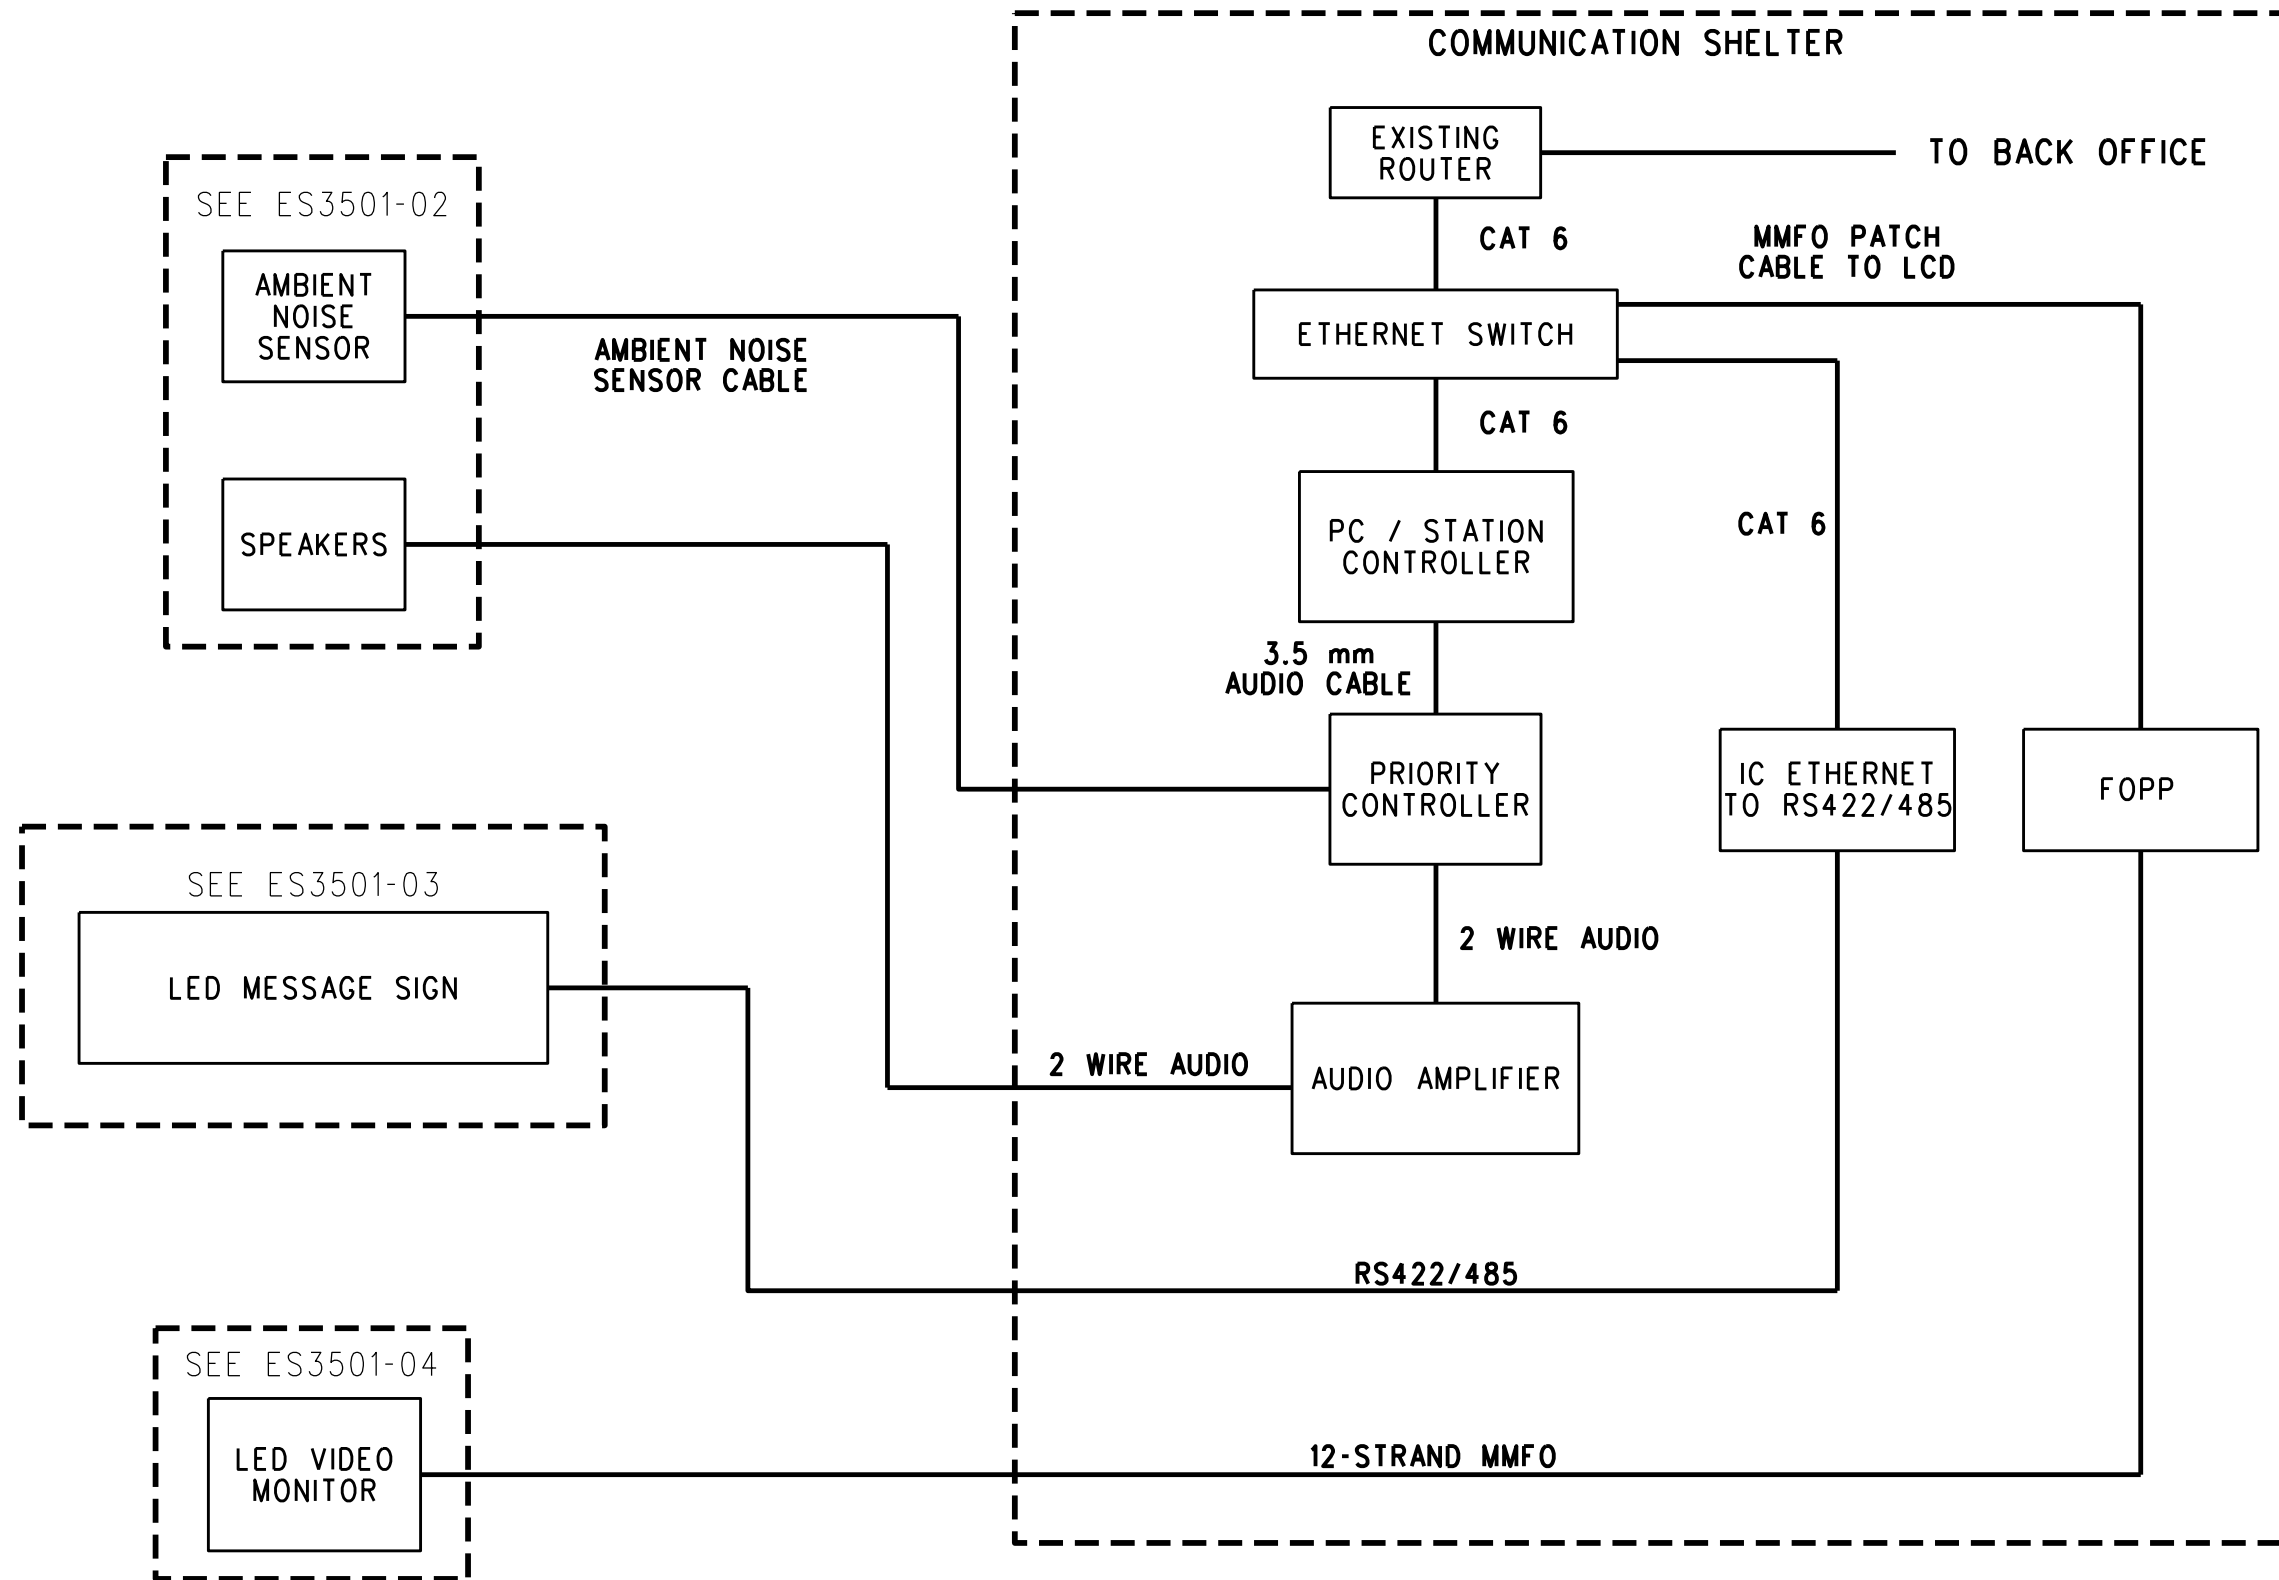 COMMUNICATION SHELTER
EXISTING
ROUTER
TO BACK OFFICE
SEE ES3501-02
CAT 6
MMFO PATCH
CABLE TO LCD
AMBIENT
NOISE
SENSOR
ETHERNET SWITCH
AMBIENT NOISE
SENSOR CABLE
CAT 6
SPEAKERS
PC / STATION
CONTROLLER
CAT 6
3.5 mm
AUDIO CABLE
PRIORITY
CONTROLLER
IC ETHERNET
TO RS422/485
FOPP
SEE ES3501-03
LED MESSAGE SIGN
2 WIRE AUDIO
2 WIRE AUDIO
AUDIO AMPLIFIER
RS422/485
SEE ES3501-04
LED VIDEO
MONITOR
12-STRAND MMFO